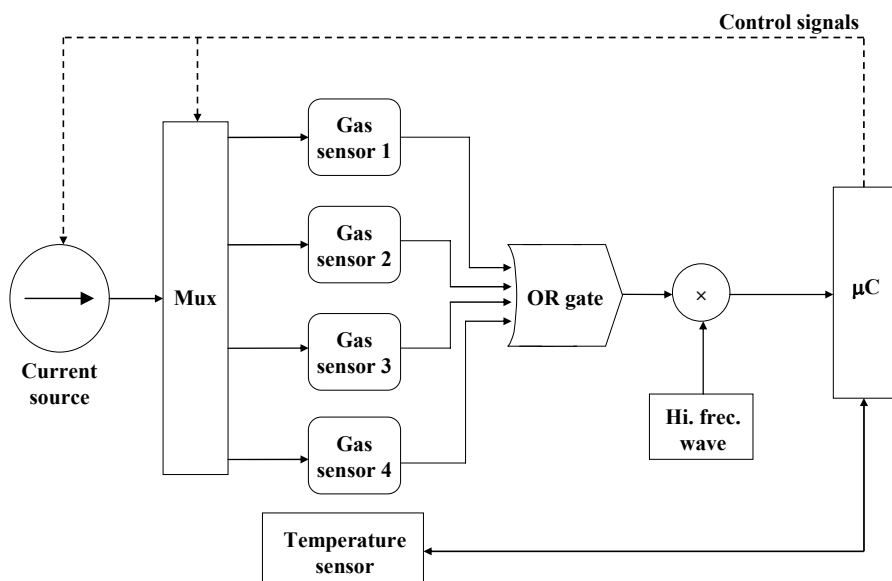 Control signals
Gas
sensor 1
Gas
sensor 2
Mux
OR gate
×
μC
Gas
sensor 3
Current
source
Hi. frec.
wave
Gas
sensor 4
Temperature
sensor